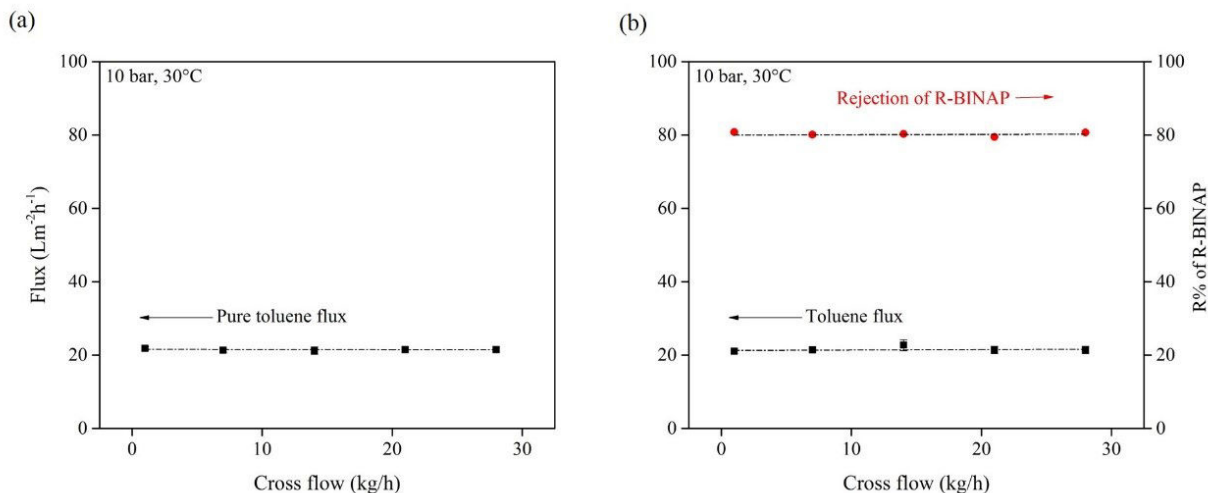 (a)
100
10 bar, 30°C
80
60
40
20
0
Flux (Lm⁻²h⁻¹)
Pure toluene flux
0 10 20 30
Cross flow (kg/h)
(b)
100
10 bar, 30°C
80
60
40
20
0
Rejection of R-BINAP
Toluene flux
100
80
60
40
20
0
R% of R-BINAP
0 10 20 30
Cross flow (kg/h)